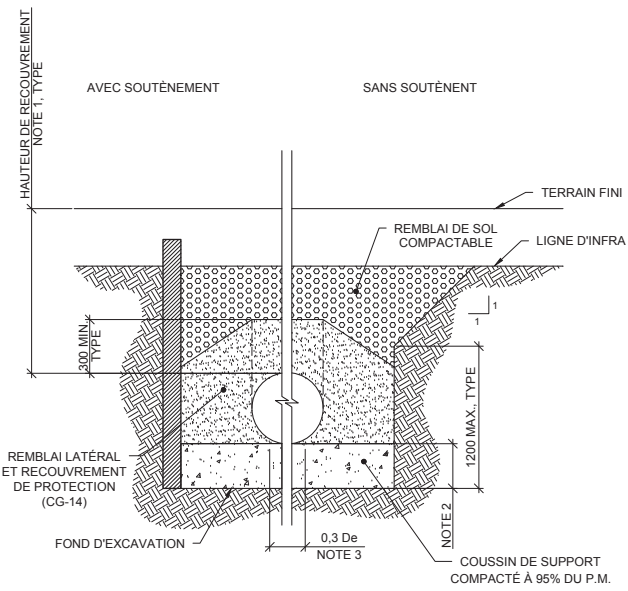 HAUTEUR DE RECOUVREMENT
NOTE 1, TYPE
AVEC SOUTÈNEMENT
SANS SOUTÈNENT
TERRAIN FINI
REMBLAI DE SOL
COMPACTABLE
LIGNE D'INFRA
1
1
300 MIN.
TYPE
1200 MAX., TYPE
REMBLAI LATÉRAL
ET RECOUVREMENT
DE PROTECTION
(CG-14)
NOTE 2
FOND D'EXCAVATION
0,3 De
NOTE 3
COUSSIN DE SUPPORT
COMPACTÉ À 95% DU P.M.